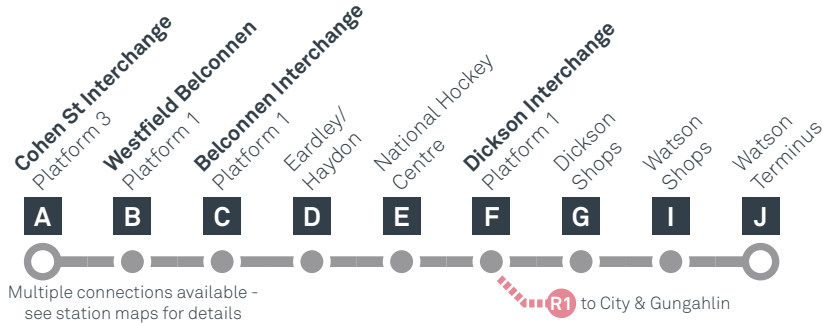 Cohen St Interchange
Platform 3
Westfield Belconnen
Platform 1
Belconnen Interchange
Platform 1
Eardley/
Haydon
National Hockey
Centre
Dickson Interchange
Platform 1
Dickson
Shops
Watson
Shops
Watson
Terminus
A B C D E F G I J
Multiple connections available -
see station maps for details
R1 to City & Gungahlin